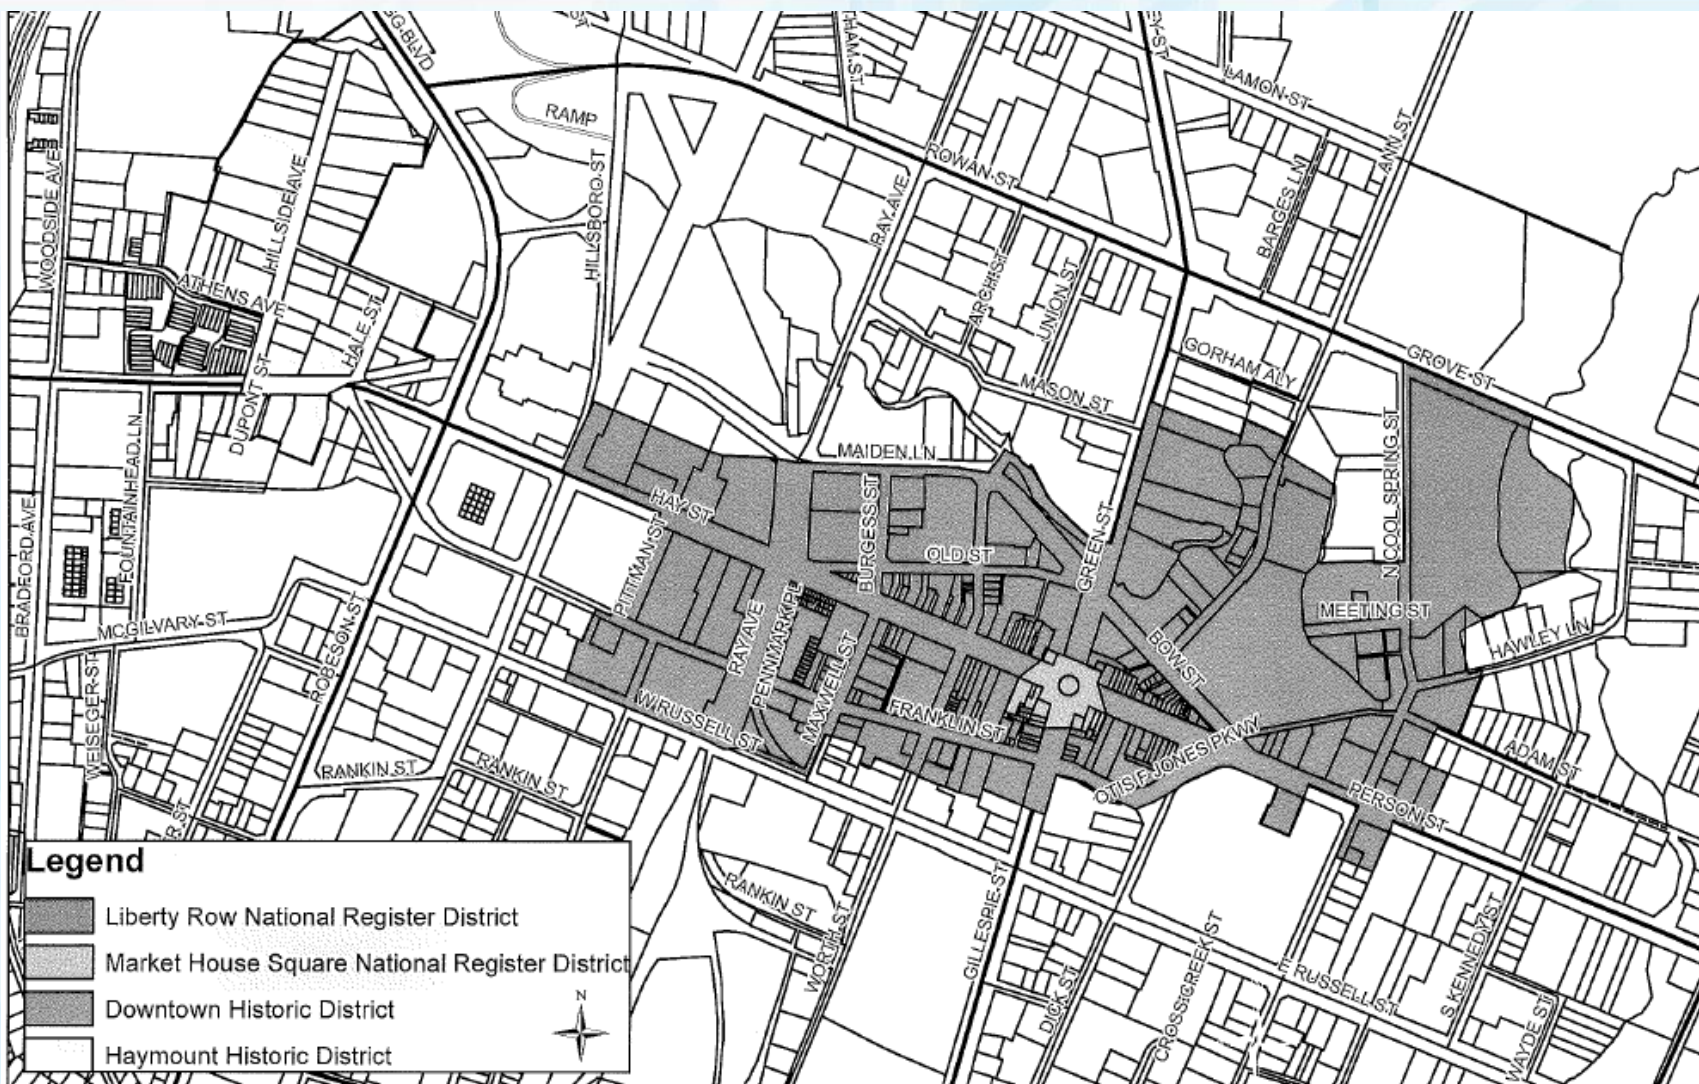 LAMON ST
ANN ST
RAMP
ROWAN ST
HILLSBORO ST
RAY AVE
BARGES LN
WOODSIDE AVE
HILLSIDE AVE
ARCH ST
UNION ST
ATHENS AVE
HALE ST
GORHAM ALY
GROVE ST
MASON ST
DUPONT ST
FOUNTAINHEAD LN
MAIDEN LN
N COOL SPRING ST
HAY ST
BURGESS ST
GREEN ST
OLD ST
BRADFORD AVE
PITTMAN ST
MCGILVARY ST
ROBESON ST
RAY AVE
PENNMARK PL
MAXWELL ST
BOW ST
MEETING ST
HAWLEY LN
WEISEGER ST
W RUSSELL ST
FRANKLIN ST
OTIS F JONES PKWY
ADAM ST
RANKIN ST
RANKIN ST
PERSON ST
RANKIN ST
WORTH ST
GILLESPIE ST
DICK ST
CROSS CREEK ST
E RUSSELL ST
S KENNEDY ST
WAYDE ST
Legend
Liberty Row National Register District
Market House Square National Register District
Downtown Historic District
Haymount Historic District
N